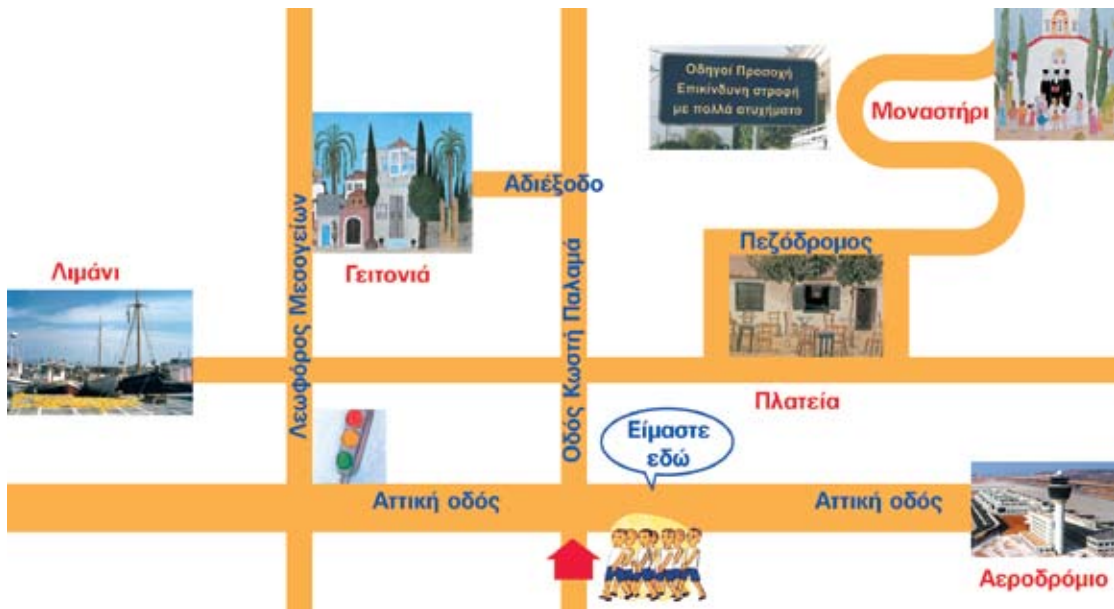 Οδηγοί Προσοχή
Επικίνδυνη στροφή
με πολλά ατυχήματα
Μοναστήρι
Αδιέξοδο
Πεζόδρομος
Γειτονιά
Λιμάνι
Λεωφόρος Μεσογείων
Οδός Κωστή Παλαμά
Πλατεία
Είμαστε
εδώ
Αττική οδός
Αττική οδός
Αεροδρόμιο